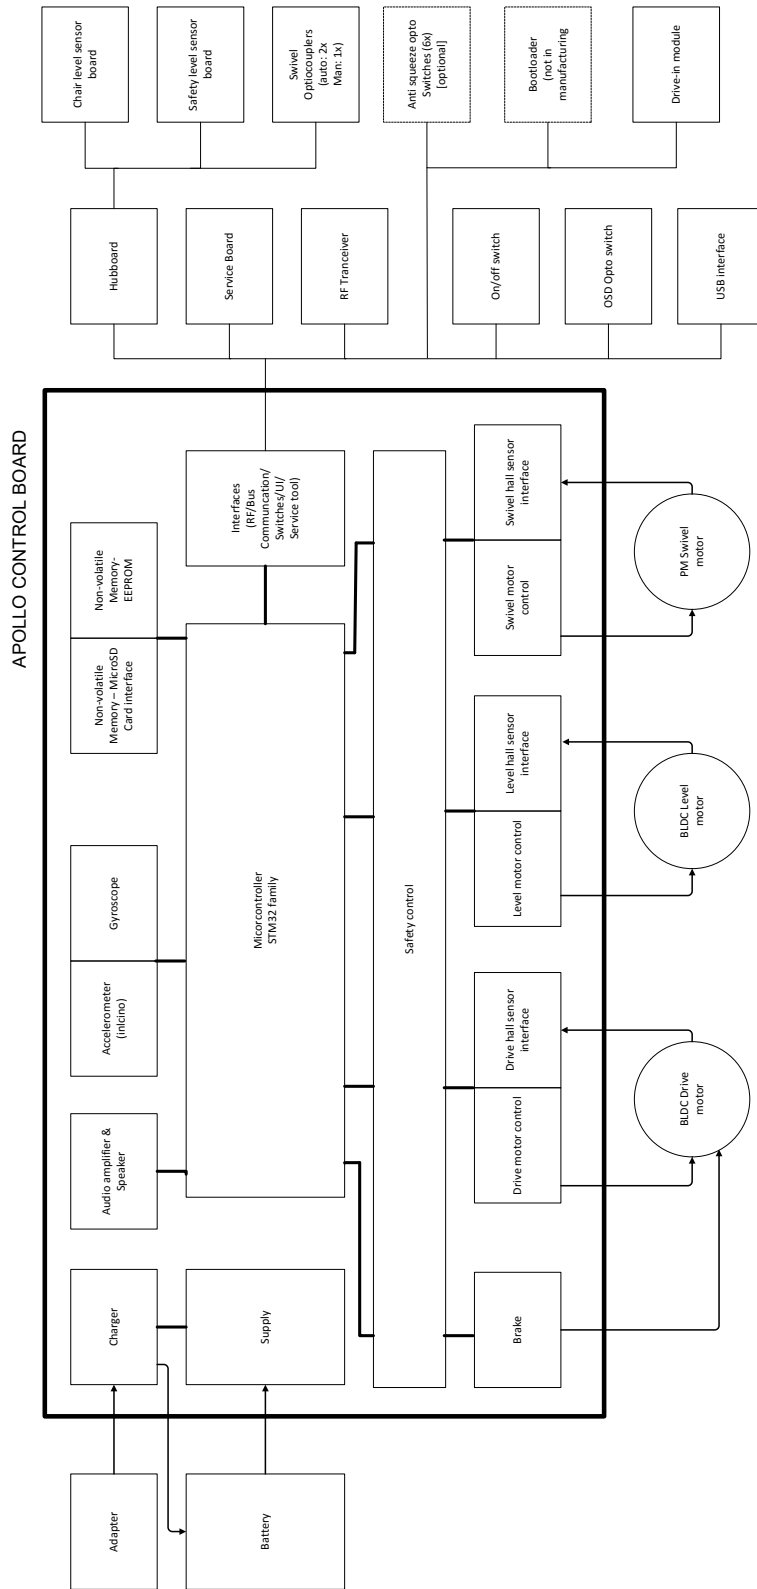 APOLLO CONTROL BOARD
Adapter
Battery
Charger
Supply
Audio amplifier &
Speaker
Accelerometer
(inlcino)
Gyroscope
Non-volatile
Memory – MicroSD
Card interface
Non-volatile
Memory-
EEPROM
Micorcontroller
STM32 family
Interfaces
(RF/Bus
Communcation/
Switches/UI/
Service tool)
Safety control
Brake
Drive motor control
Drive hall sensor
interface
Level motor control
Level hall sensor
interface
Swivel motor
control
Swivel hall sensor
interface
BLDC Drive
motor
BLDC Level
motor
PM Swivel
motor
Hubboard
Service Board
RF Tranceiver
On/off switch
OSD Opto switch
USB interface
Chair level sensor
board
Safety level sensor
board
Swivel
Optiocouplers
(auto: 2x
Man: 1x)
Anti squeeze opto
Switches (6x)
[optional]
Bootloader
(not in
manufacturing
Drive-in module